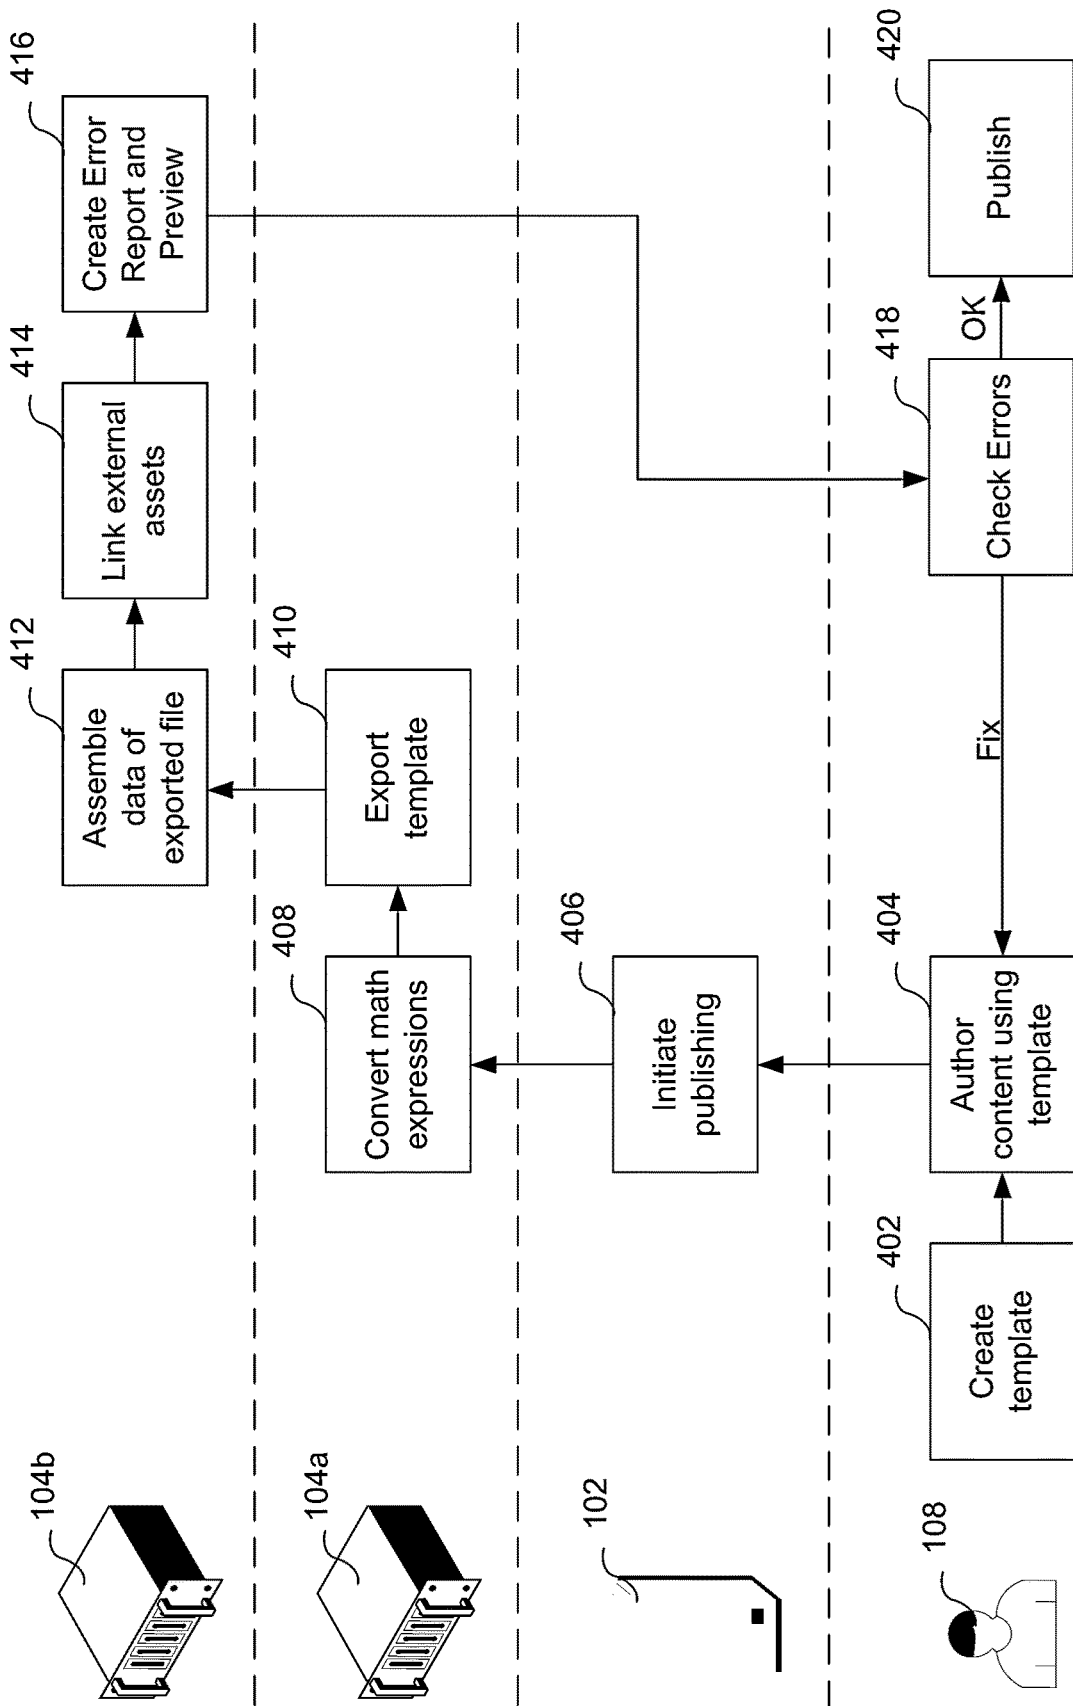 104b
412
Assemble
data of
exported file
414
Link external
assets
416
Create Error
Report and
Preview
104a
408
Convert math
expressions
410
Export
template
102
406
Initiate
publishing
108
402
Create
template
404
Author
content using
template
Fix
418
Check Errors
OK
420
Publish